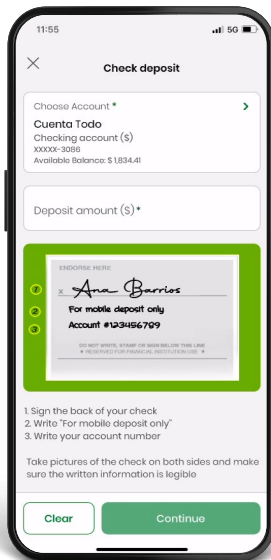 11:55
5G
Check deposit
Choose Account *
Cuenta Todo
Checking account ($)
XXXXX-3086
Available Balance: $ 1,834.41
Deposit amount ($)*
ENDORSE HERE
1 x Ana Barrios
2 For mobile deposit only
3 Account #123456789
DO NOT WRITE, STAMP OR SIGN BELOW THIS LINE
RESERVED FOR FINANCIAL INSTITUTION USE
1. Sign the back of your check
2. Write "For mobile deposit only"
3. Write your account number
Take pictures of the check on both sides and make
sure the written information is legible
Clear
Continue